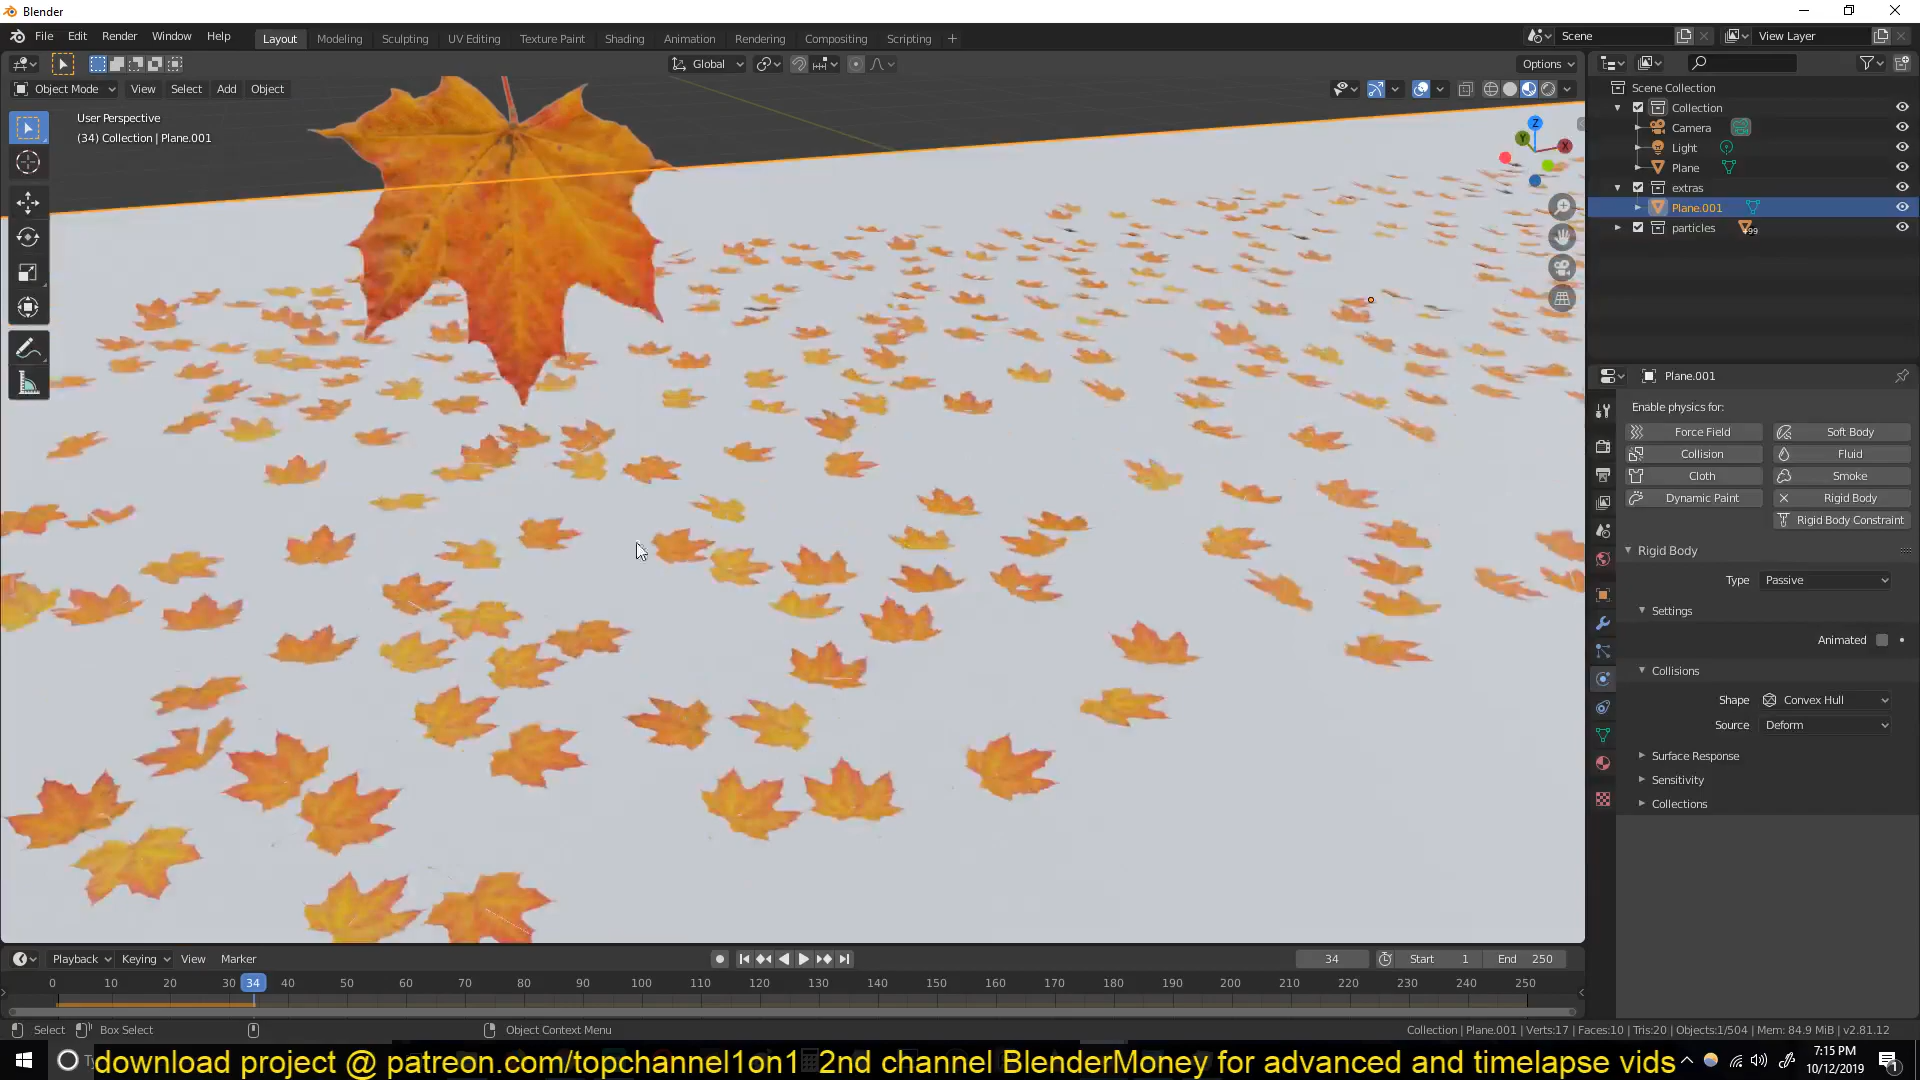 Blender
File Edit Render Window Help
Layout Modeling Sculpting UV Editing Texture Paint Shading Animation Rendering Compositing Scripting +
Scene
View Layer
Global
Options
Object Mode View Select Add Object
User Perspective
(34) Collection | Plane.001
Z
Y
X
Scene Collection
Collection
Camera
Light
Plane
extras
Plane.001
particles
Plane.001
Enable physics for:
Force Field Soft Body
Collision Fluid
Cloth Smoke
Dynamic Paint Rigid Body
Rigid Body Constraint
Rigid Body
Type Passive
Settings
Animated
Collisions
Shape Convex Hull
Source Deform
Surface Response
Sensitivity
Collections
Playback Keying View Marker
34 Start 1 End 250
0 10 20 30 34 40 50 60 70 80 90 100 110 120 130 140 150 160 170 180 190 200 210 220 230 240 250
Select Box Select Object Context Menu
Collection | Plane.001 | Verts:17 | Faces:10 | Tris:20 | Objects:1/504 | Mem: 84.9 MiB | v2.81.12
download project @ patreon.com/topchannel1on1 2nd channel BlenderMoney for advanced and timelapse vids
7:15 PM
10/12/2019